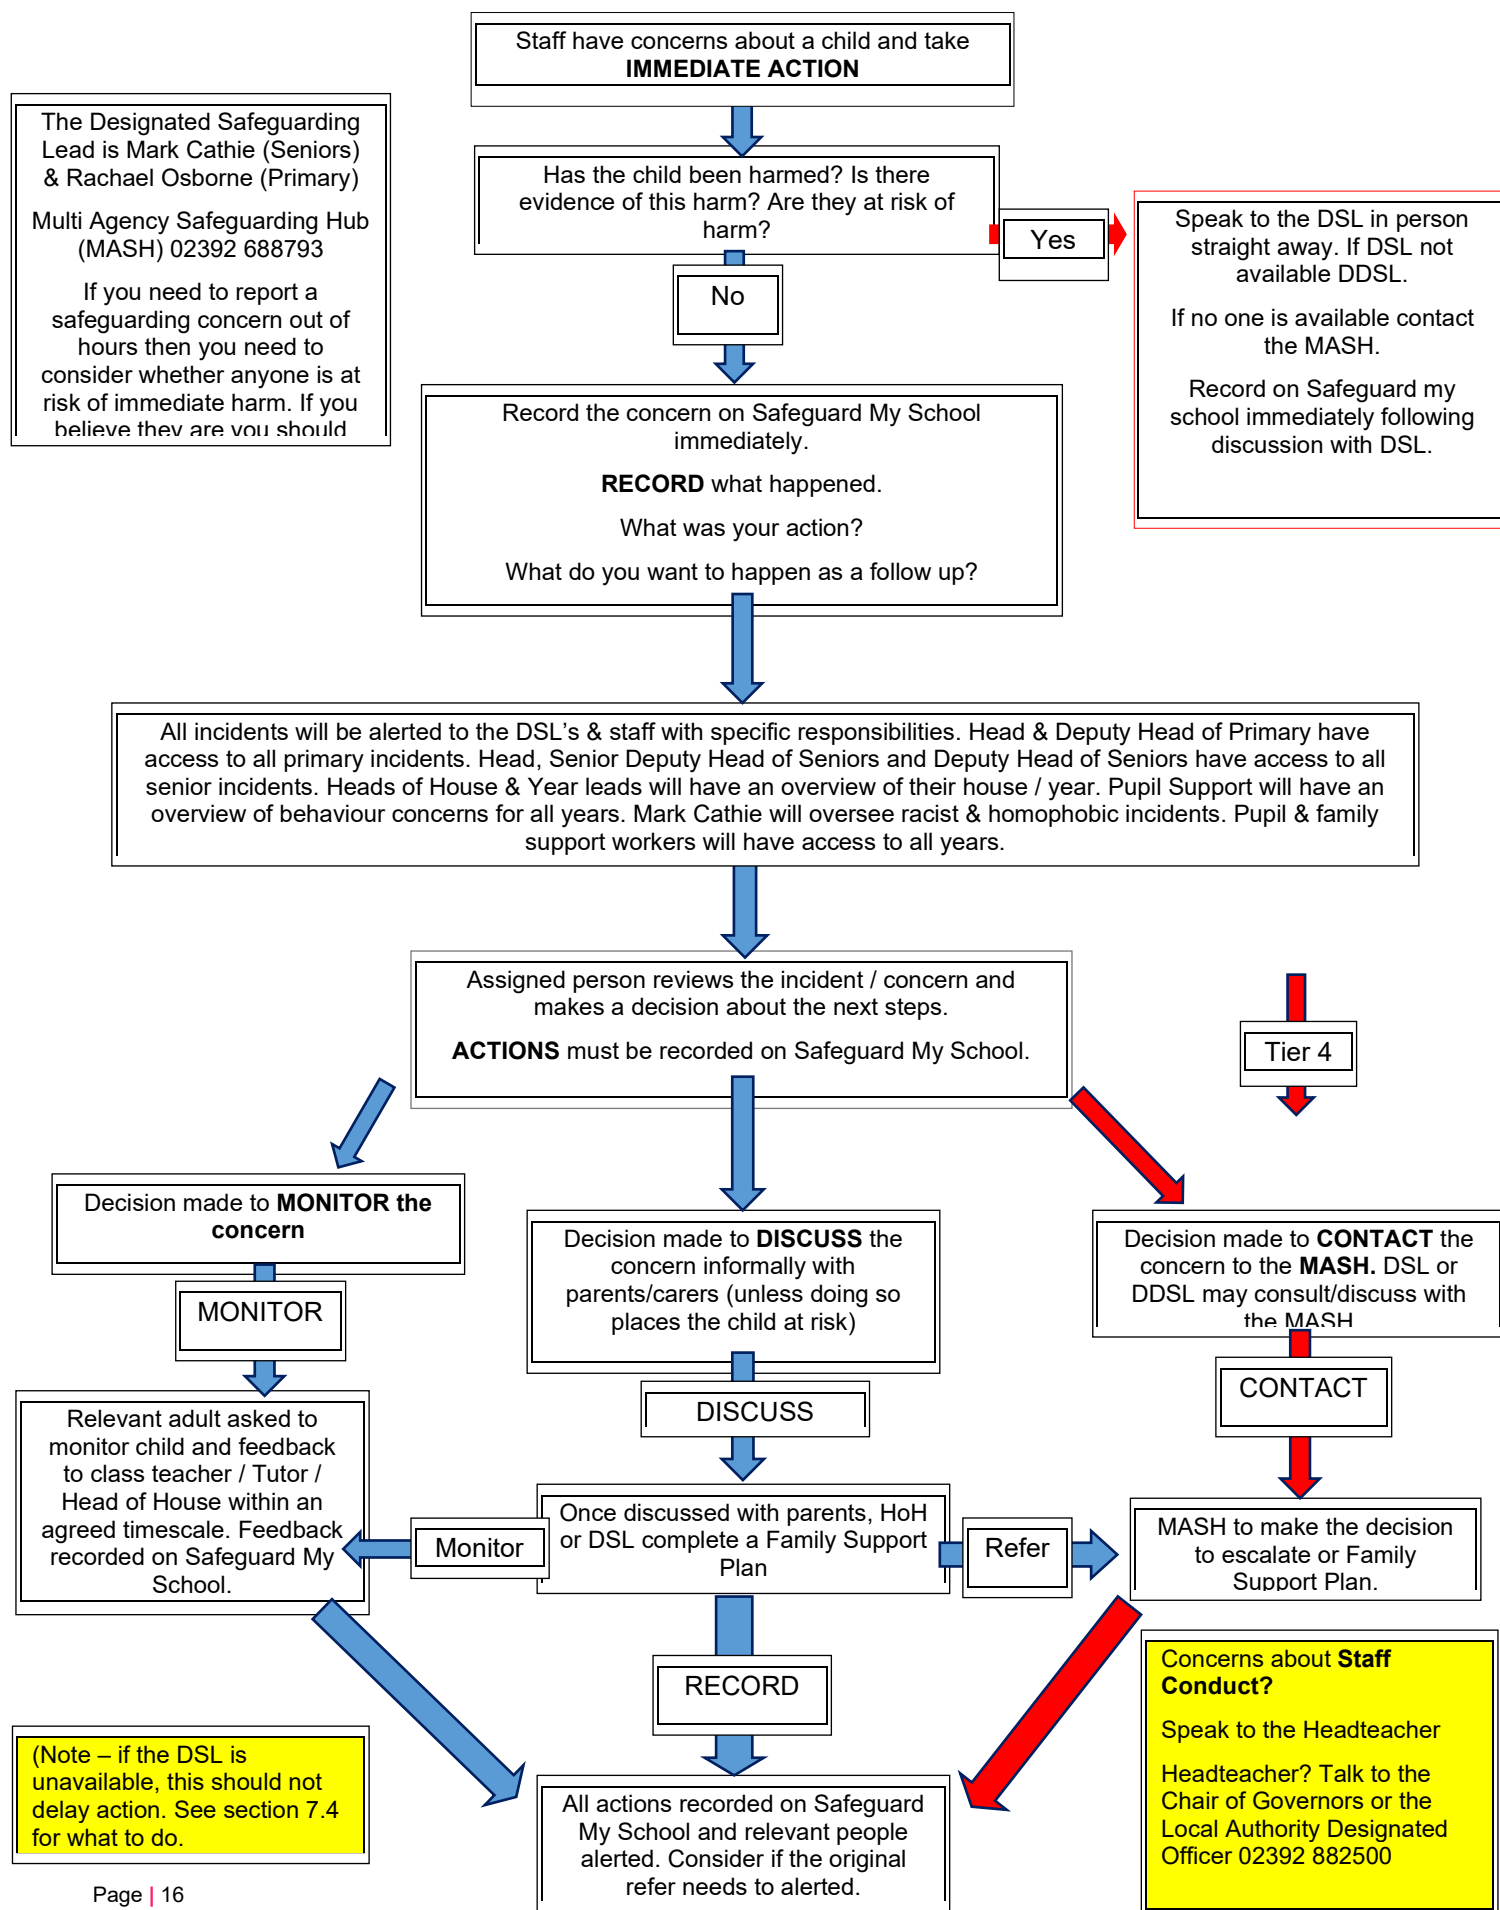 Staff have concerns about a child and take
IMMEDIATE ACTION
The Designated Safeguarding
Lead is Mark Cathie (Seniors)
& Rachael Osborne (Primary)
Multi Agency Safeguarding Hub
(MASH) 02392 688793
If you need to report a
safeguarding concern out of
hours then you need to
consider whether anyone is at
risk of immediate harm. If you
believe they are you should
Has the child been harmed? Is there
evidence of this harm? Are they at risk of
harm?
Yes
Speak to the DSL in person
straight away. If DSL not
available DDSL.
If no one is available contact
the MASH.
Record on Safeguard my
school immediately following
discussion with DSL.
No
Record the concern on Safeguard My School
immediately.
RECORD what happened.
What was your action?
What do you want to happen as a follow up?
All incidents will be alerted to the DSL’s & staff with specific responsibilities. Head & Deputy Head of Primary have
access to all primary incidents. Head, Senior Deputy Head of Seniors and Deputy Head of Seniors have access to all
senior incidents. Heads of House & Year leads will have an overview of their house / year. Pupil Support will have an
overview of behaviour concerns for all years. Mark Cathie will oversee racist & homophobic incidents. Pupil & family
support workers will have access to all years.
Assigned person reviews the incident / concern and
makes a decision about the next steps.
ACTIONS must be recorded on Safeguard My School.
Tier 4
Decision made to MONITOR the
concern
MONITOR
Relevant adult asked to
monitor child and feedback
to class teacher / Tutor /
Head of House within an
agreed timescale. Feedback
recorded on Safeguard My
School.
Decision made to DISCUSS the
concern informally with
parents/carers (unless doing so
places the child at risk)
DISCUSS
Monitor
Once discussed with parents, HoH
or DSL complete a Family Support
Plan
Refer
Decision made to CONTACT the
concern to the MASH. DSL or
DDSL may consult/discuss with
the MASH
CONTACT
MASH to make the decision
to escalate or Family
Support Plan.
RECORD
Concerns about Staff
Conduct?
Speak to the Headteacher
Headteacher? Talk to the
Chair of Governors or the
Local Authority Designated
Officer 02392 882500
(Note – if the DSL is
unavailable, this should not
delay action. See section 7.4
for what to do.
All actions recorded on Safeguard
My School and relevant people
alerted. Consider if the original
refer needs to alerted.
Page | 16